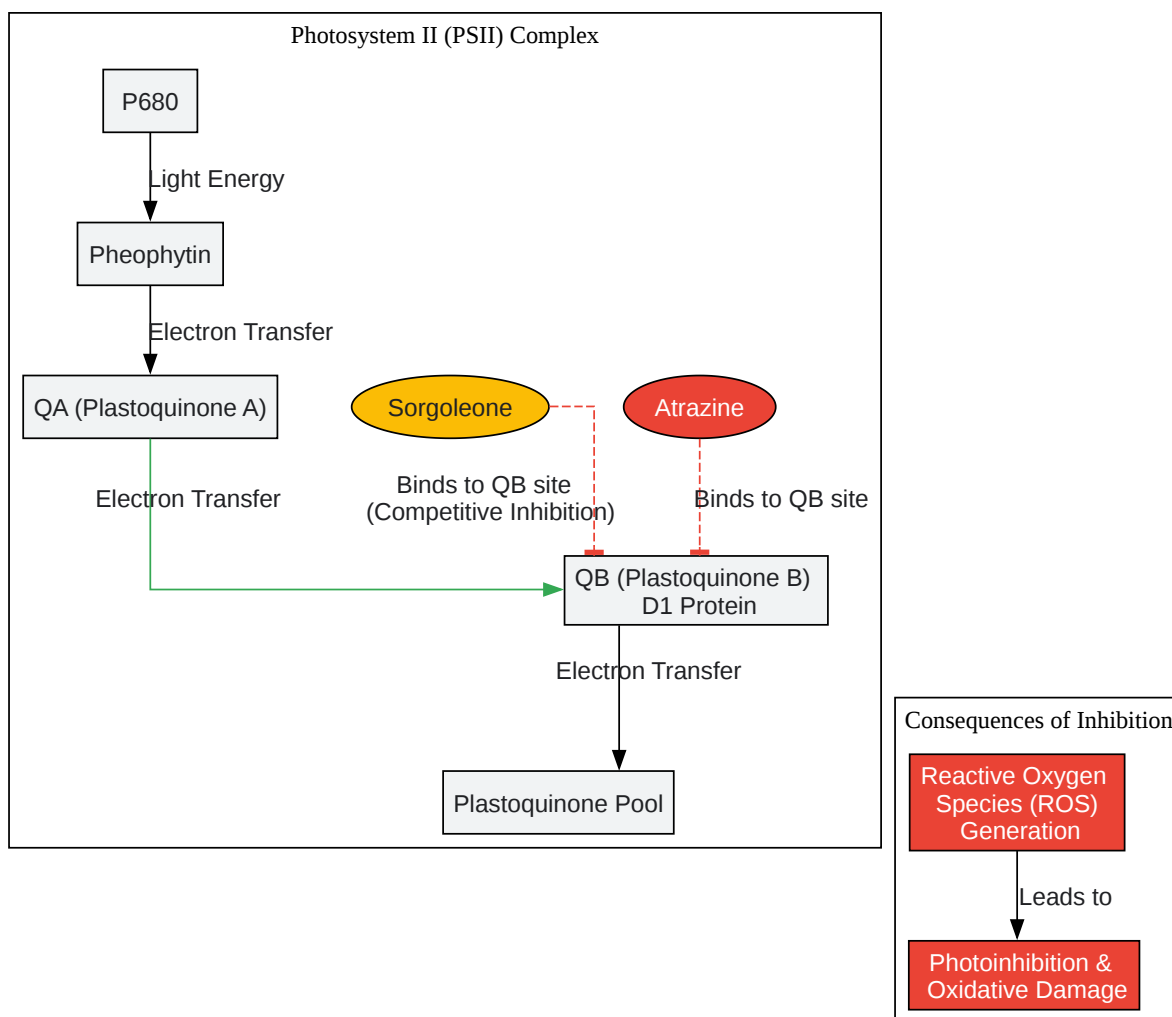 Photosystem II (PSII) Complex
P680
Light Energy
Pheophytin
Electron Transfer
QA (Plastoquinone A)
Sorgoleone
Atrazine
Electron Transfer
Binds to QB site
(Competitive Inhibition)
Binds to QB site
QB (Plastoquinone B)
D1 Protein
Electron Transfer
Plastoquinone Pool
Consequences of Inhibition
Reactive Oxygen
Species (ROS)
Generation
Leads to
Photoinhibition &
Oxidative Damage